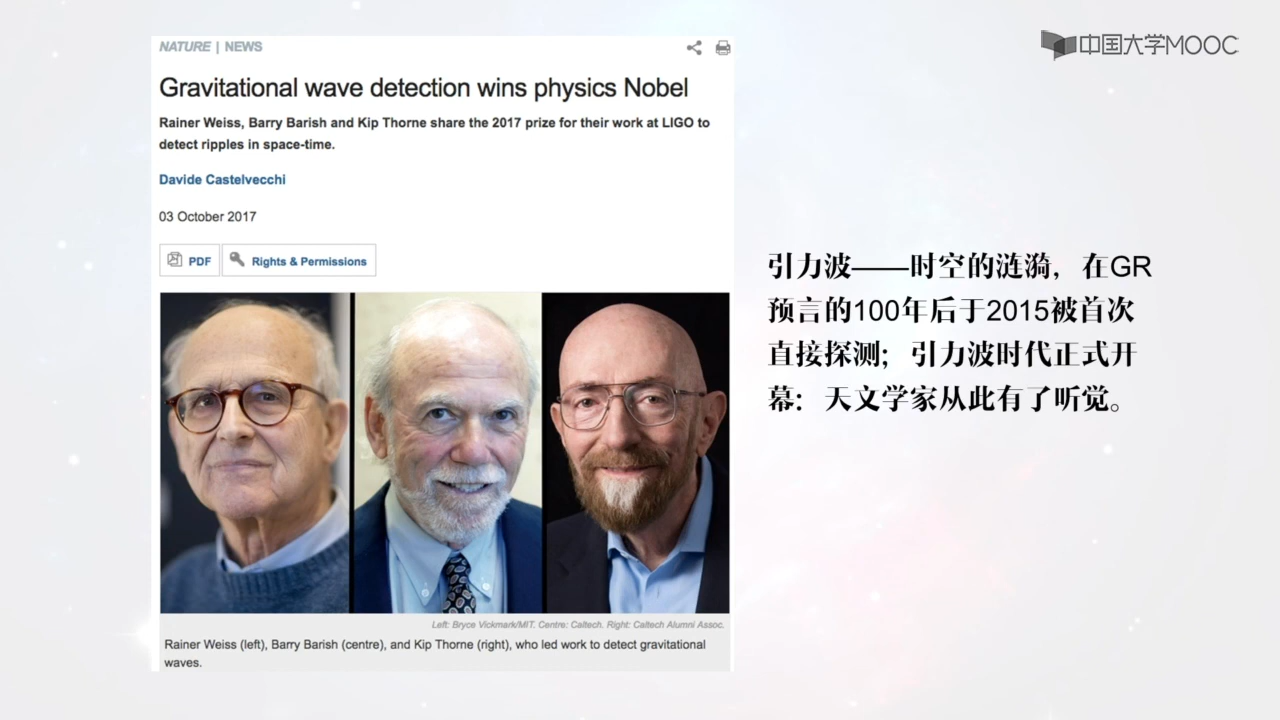 NATURE | NEWS
中国大学MOOC
Gravitational wave detection wins physics Nobel
Rainer Weiss, Barry Barish and Kip Thorne share the 2017 prize for their work at LIGO to
detect ripples in space-time.
Davide Castelvecchi
03 October 2017
PDF
Rights & Permissions
引力波——时空的涟漪，在GR
预言的100年后于2015被首次
直接探测；引力波时代正式开
幕：天文学家从此有了听觉。
Left: Bryce Vickmark/MIT. Centre: Caltech. Right: Caltech Alumni Assoc.
Rainer Weiss (left), Barry Barish (centre), and Kip Thorne (right), who led work to detect gravitational
waves.